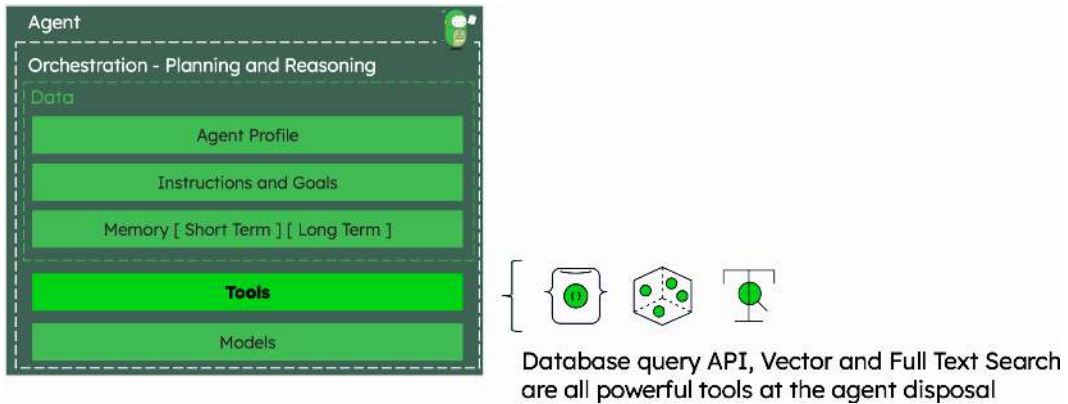 Agent
Orchestration - Planning and Reasoning
Data
Agent Profile
Instructions and Goals
Memory [ Short Term ] [ Long Term ]
Tools
Models
{}
Database query API, Vector and Full Text Search
are all powerful tools at the agent disposal